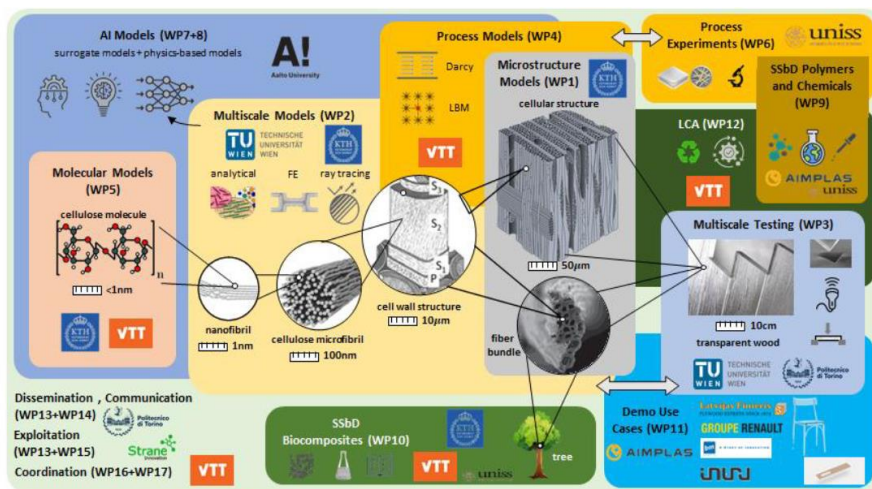 AI Models (WP7+8)
surrogate models + physics-based models
A!
Aalto University
Process Models (WP4)
Darcy
LBM
VTT
Process
Experiments (WP6)
uniss
Microstructure
Models (WP1)
KTH
cellular structure
50μm
fiber
bundle
SSbD Polymers
and Chemicals
(WP9)
AIMPLAS
uniss
LCA (WP12)
VTT
Multiscale Models (WP2)
TU
WIEN
TECHNISCHE
UNIVERSITÄT
WIEN
KTH
analytical
FE
ray tracing
S3
S2
S1
P
cell wall structure
10μm
nanofibril
1nm
cellulose microfibril
100nm
Molecular Models
(WP5)
cellulose molecule
n
<1nm
KTH
VTT
Multiscale Testing (WP3)
10cm
transparent wood
TU
WIEN
TECHNISCHE
UNIVERSITÄT
WIEN
Politecnico
di Torino
Dissemination , Communication
(WP13+WP14)
Politecnico
di Torino
Exploitation
(WP13+WP15)
Strane
Innovation
Coordination (WP16+WP17)
VTT
SSbD
Biocomposites (WP10)
KTH
VTT
uniss
tree
Demo Use
Cases (WP11)
AIMPLAS
Latvijas Finieris
GROUPE RENAULT